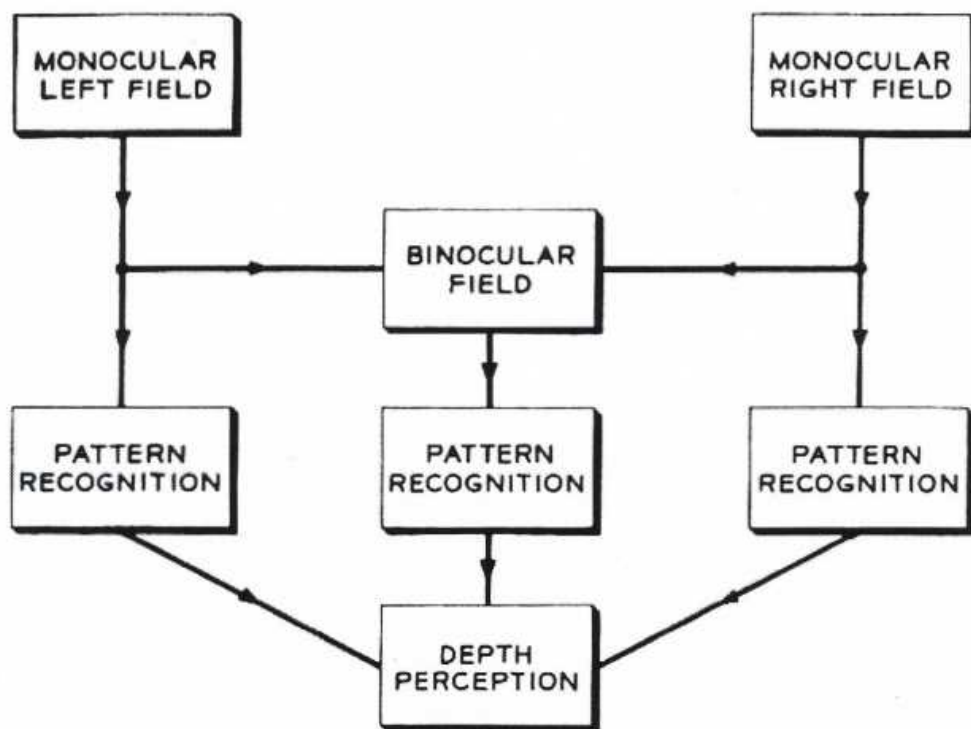 MONOCULAR
LEFT FIELD
MONOCULAR
RIGHT FIELD
BINOCULAR
FIELD
PATTERN
RECOGNITION
PATTERN
RECOGNITION
PATTERN
RECOGNITION
DEPTH
PERCEPTION